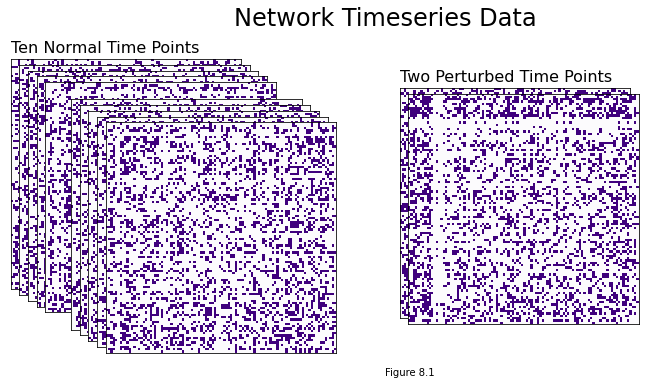 Network Timeseries Data
Ten Normal Time Points
Two Perturbed Time Points
Figure 8.1